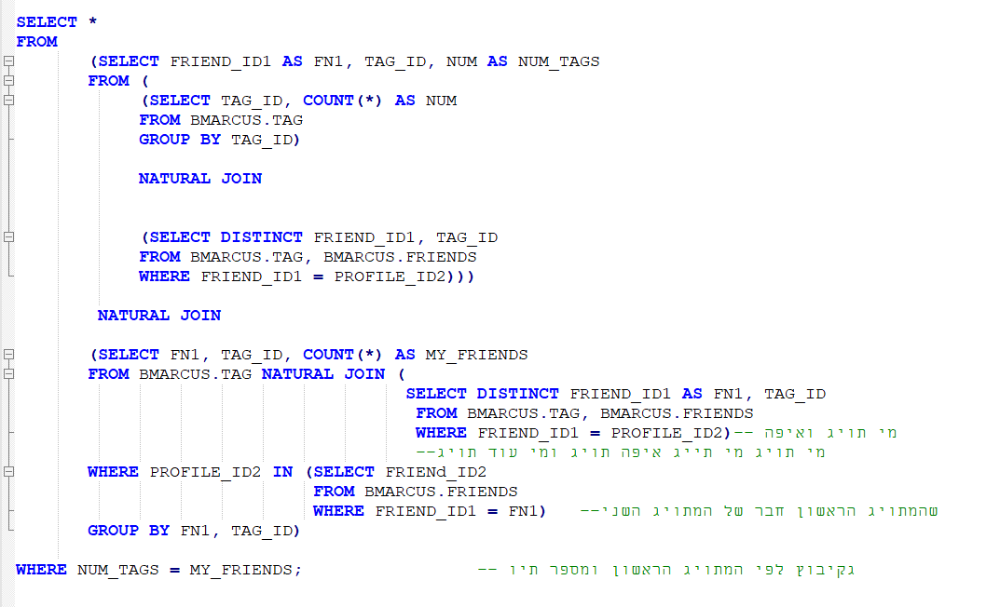 SELECT *
FROM
(SELECT FRIEND_ID1 AS FN1, TAG_ID, NUM AS NUM_TAGS
FROM (
(SELECT TAG_ID, COUNT(*) AS NUM
FROM BMARCUS.TAG
GROUP BY TAG_ID)
NATURAL JOIN
(SELECT DISTINCT FRIEND_ID1, TAG_ID
FROM BMARCUS.TAG, BMARCUS.FRIENDS
WHERE FRIEND_ID1 = PROFILE_ID2)))
NATURAL JOIN
(SELECT FN1, TAG_ID, COUNT(*) AS MY_FRIENDS
FROM BMARCUS.TAG NATURAL JOIN (
SELECT DISTINCT FRIEND_ID1 AS FN1, TAG_ID
FROM BMARCUS.TAG, BMARCUS.FRIENDS
WHERE FRIEND_ID1 = PROFILE_ID2)-- מי תויג ואיפה
--מי תויג מי תייג איפה תויג ומי עוד תויג
WHERE PROFILE_ID2 IN (SELECT FRIENd_ID2
FROM BMARCUS.FRIENDS
WHERE FRIEND_ID1 = FN1) --שהמתויג הראשון חבר של המתויג השני
GROUP BY FN1, TAG_ID)
WHERE NUM_TAGS = MY_FRIENDS; -- גקיבוץ לפי המתויג הראשון ומספר תיו